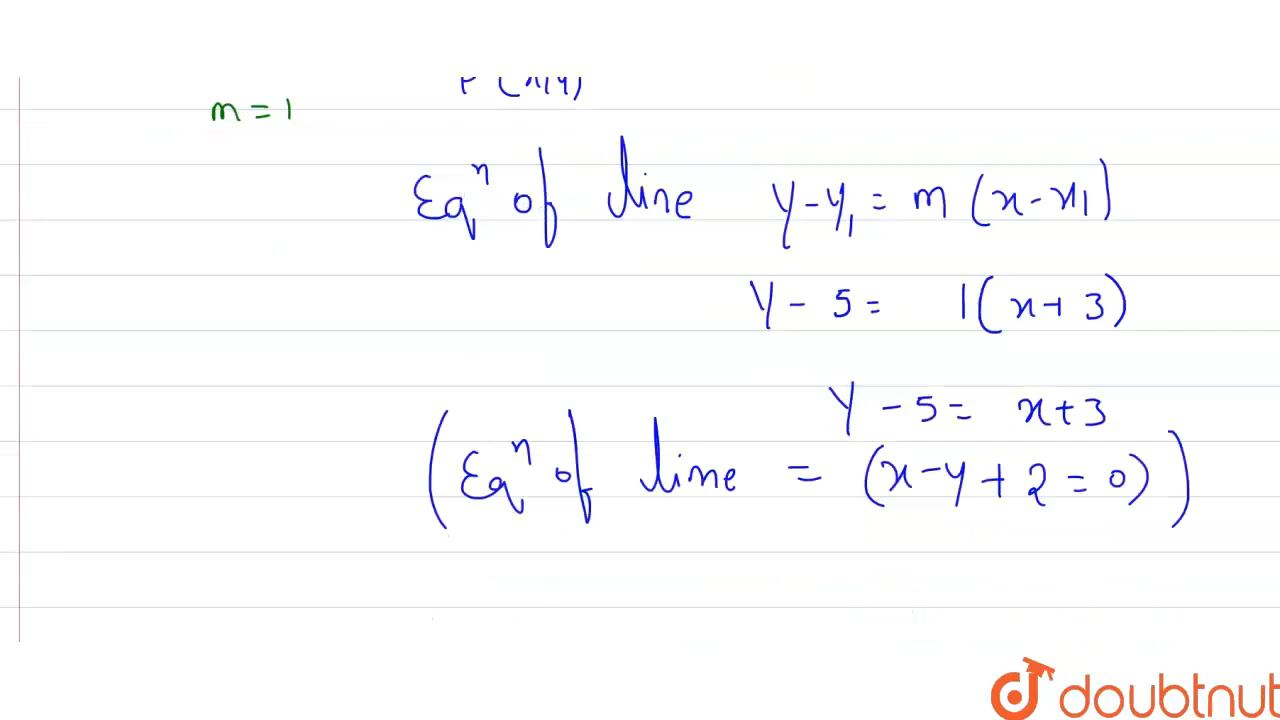 m = 1
Eqⁿ of line y - y₁ = m (x - x₁)
y - 5 = 1(x + 3)
y - 5 = x + 3
(Eqⁿ of line = (x - y + 2 = 0))
doubtnut